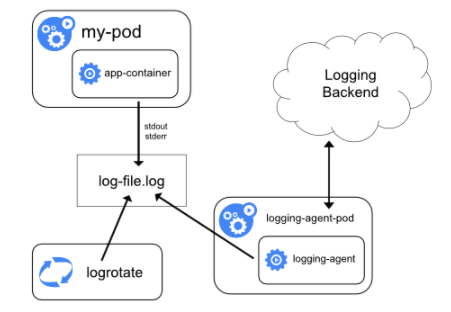 my-pod
app-container
Logging
Backend
stdout
stderr
log-file.log
logging-agent-pod
logging-agent
logrotate